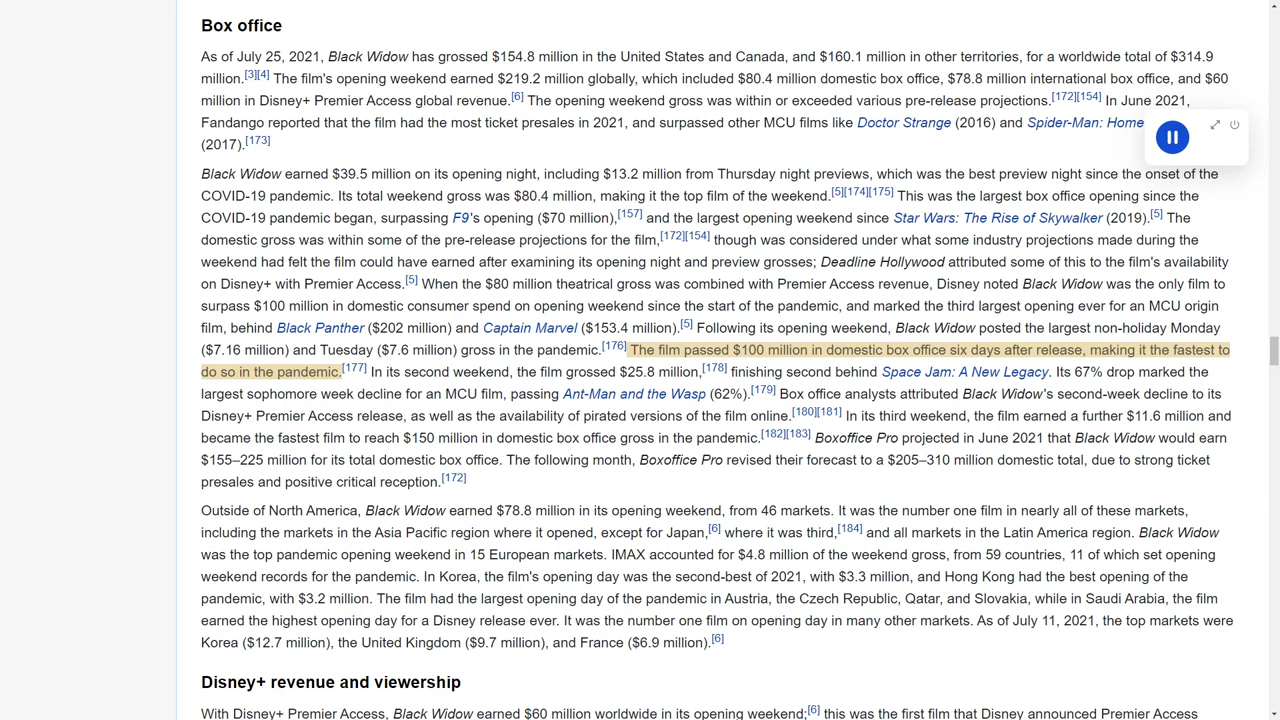 Box office
As of July 25, 2021, Black Widow has grossed $154.8 million in the United States and Canada, and $160.1 million in other territories, for a worldwide total of $314.9
million.[3][4] The film's opening weekend earned $219.2 million globally, which included $80.4 million domestic box office, $78.8 million international box office, and $60
million in Disney+ Premier Access global revenue.[6] The opening weekend gross was within or exceeded various pre-release projections.[172][154] In June 2021,
Fandango reported that the film had the most ticket presales in 2021, and surpassed other MCU films like Doctor Strange (2016) and Spider-Man: Home
(2017).[173]
Black Widow earned $39.5 million on its opening night, including $13.2 million from Thursday night previews, which was the best preview night since the onset of the
COVID-19 pandemic. Its total weekend gross was $80.4 million, making it the top film of the weekend.[5][174][175] This was the largest box office opening since the
COVID-19 pandemic began, surpassing F9's opening ($70 million),[157] and the largest opening weekend since Star Wars: The Rise of Skywalker (2019).[5] The
domestic gross was within some of the pre-release projections for the film,[172][154] though was considered under what some industry projections made during the
weekend had felt the film could have earned after examining its opening night and preview grosses; Deadline Hollywood attributed some of this to the film's availability
on Disney+ with Premier Access.[5] When the $80 million theatrical gross was combined with Premier Access revenue, Disney noted Black Widow was the only film to
surpass $100 million in domestic consumer spend on opening weekend since the start of the pandemic, and marked the third largest opening ever for an MCU origin
film, behind Black Panther ($202 million) and Captain Marvel ($153.4 million).[5] Following its opening weekend, Black Widow posted the largest non-holiday Monday
($7.16 million) and Tuesday ($7.6 million) gross in the pandemic.[176] The film passed $100 million in domestic box office six days after release, making it the fastest to
do so in the pandemic.[177] In its second weekend, the film grossed $25.8 million,[178] finishing second behind Space Jam: A New Legacy. Its 67% drop marked the
largest sophomore week decline for an MCU film, passing Ant-Man and the Wasp (62%).[179] Box office analysts attributed Black Widow's second-week decline to its
Disney+ Premier Access release, as well as the availability of pirated versions of the film online.[180][181] In its third weekend, the film earned a further $11.6 million and
became the fastest film to reach $150 million in domestic box office gross in the pandemic.[182][183] Boxoffice Pro projected in June 2021 that Black Widow would earn
$155–225 million for its total domestic box office. The following month, Boxoffice Pro revised their forecast to a $205–310 million domestic total, due to strong ticket
presales and positive critical reception.[172]
Outside of North America, Black Widow earned $78.8 million in its opening weekend, from 46 markets. It was the number one film in nearly all of these markets,
including the markets in the Asia Pacific region where it opened, except for Japan,[6] where it was third,[184] and all markets in the Latin America region. Black Widow
was the top pandemic opening weekend in 15 European markets. IMAX accounted for $4.8 million of the weekend gross, from 59 countries, 11 of which set opening
weekend records for the pandemic. In Korea, the film's opening day was the second-best of 2021, with $3.3 million, and Hong Kong had the best opening of the
pandemic, with $3.2 million. The film had the largest opening day of the pandemic in Austria, the Czech Republic, Qatar, and Slovakia, while in Saudi Arabia, the film
earned the highest opening day for a Disney release ever. It was the number one film on opening day in many other markets. As of July 11, 2021, the top markets were
Korea ($12.7 million), the United Kingdom ($9.7 million), and France ($6.9 million).[6]
Disney+ revenue and viewership
With Disney+ Premier Access, Black Widow earned $60 million worldwide in its opening weekend;[6] this was the first film that Disney announced Premier Access